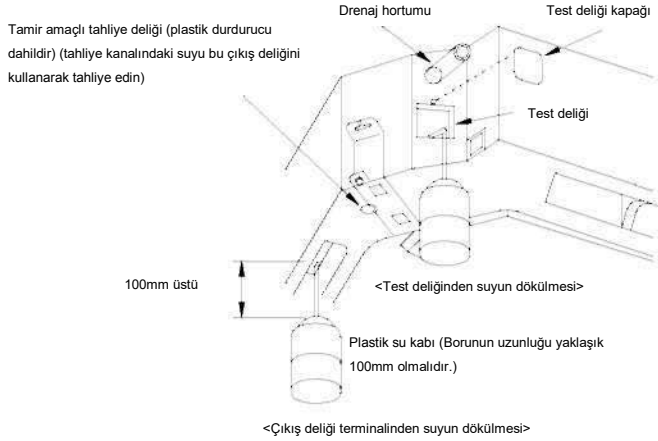 Drenaj hortumu
Test deliği kapağı
Tamir amaçlı tahliye deliği (plastik durdurucu
dahildir) (tahliye kanalındaki suyu bu çıkış deliğini
kullanarak tahliye edin)
Test deliği
100mm üstü
<Test deliğinden suyun dökülmesi>
Plastik su kabı (Borunun uzunluğu yaklaşık
100mm olmalıdır.)
<Çıkış deliği terminalinden suyun dökülmesi>